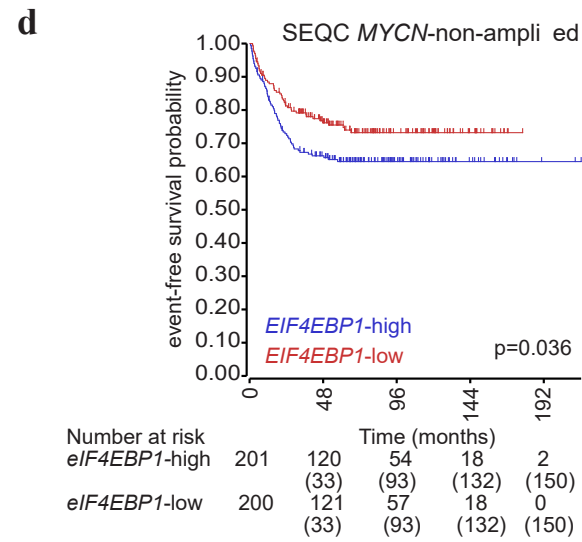 d
SEQC MYCN-non-ampli ed
1.00
0.90
0.80
0.70
0.60
0.50
0.40
0.30
0.20
0.10
0.00
event-free survival probability
EIF4EBP1-high
EIF4EBP1-low
p=0.036
0 48 96 144 192
Number at risk Time (months)
eIF4EBP1-high 201 120 54 18 2
(33) (93) (132) (150)
eIF4EBP1-low 200 121 57 18 0
(33) (93) (132) (150)